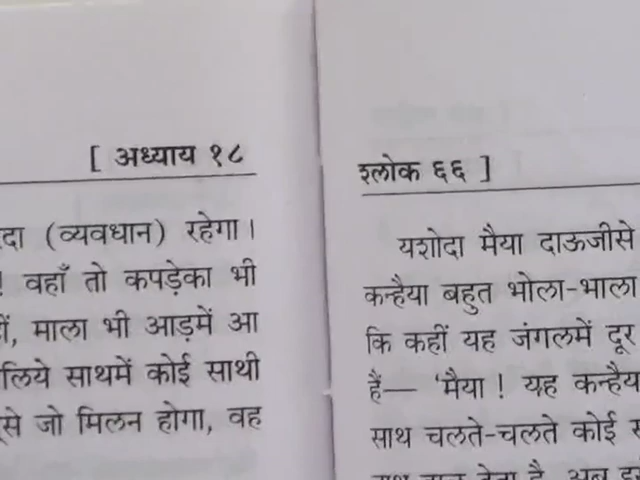 [ अध्याय १८
दा (व्यवधान) रहेगा।
! वहाँ तो कपड़ेका भी
माला भी आड़में आ
लिये साथमें कोई साथी
जो मिलन होगा, वह
श्लोक ६६ ]
यशोदा मैया दाऊजीसे
कन्हैया बहुत भोला-भाला
कि कहीं यह जंगलमें दूर
हैं— ‘मैया ! यह कन्हैय
साथ चलते-चलते कोई